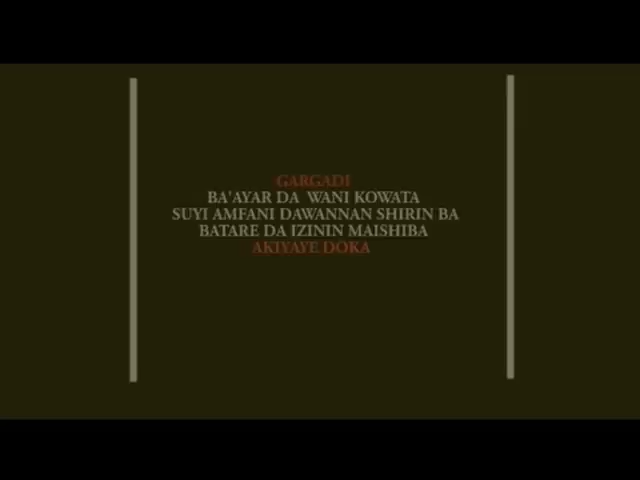 GARGADI
BA'AYAR DA WANI KOWATA
SUYI AMFANI DAWANNAN SHIRIN BA
BATARE DA IZININ MAISHIBA
AKIYAYE DOKA